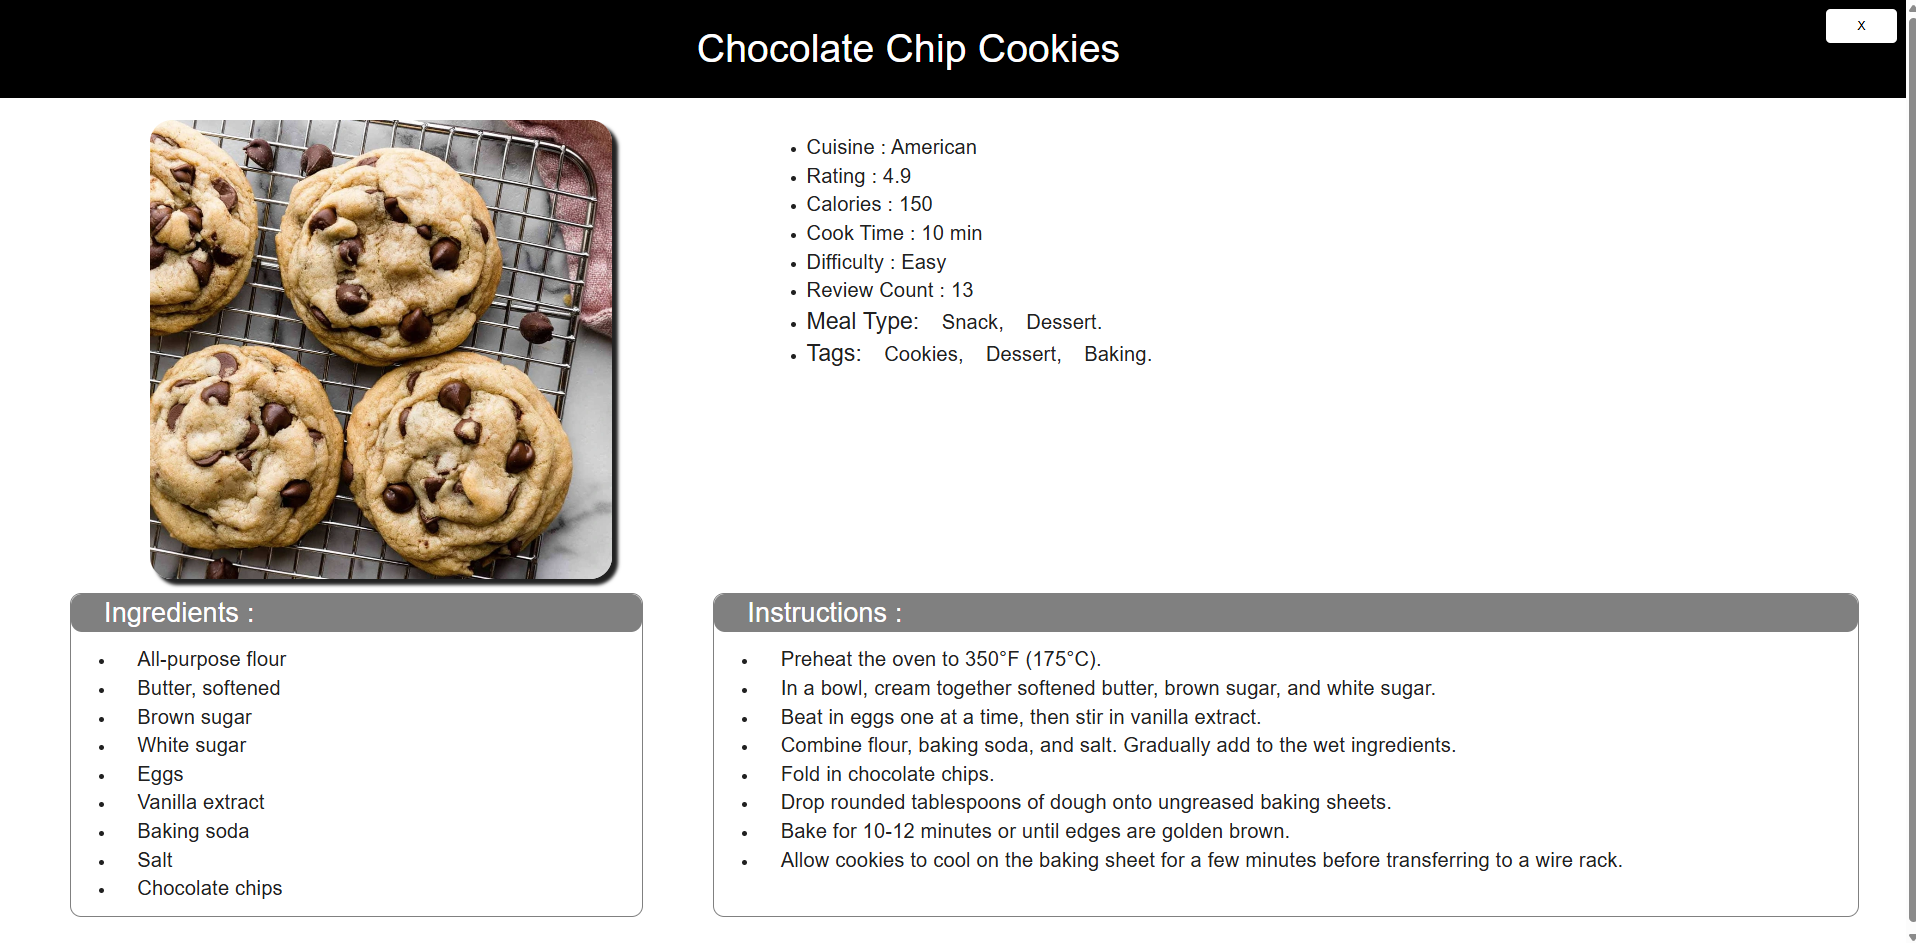 Chocolate Chip Cookies
x
Cuisine : American
Rating : 4.9
Calories : 150
Cook Time : 10 min
Difficulty : Easy
Review Count : 13
Meal Type: Snack, Dessert.
Tags: Cookies, Dessert, Baking.
Ingredients :
All-purpose flour
Butter, softened
Brown sugar
White sugar
Eggs
Vanilla extract
Baking soda
Salt
Chocolate chips
Instructions :
Preheat the oven to 350°F (175°C).
In a bowl, cream together softened butter, brown sugar, and white sugar.
Beat in eggs one at a time, then stir in vanilla extract.
Combine flour, baking soda, and salt. Gradually add to the wet ingredients.
Fold in chocolate chips.
Drop rounded tablespoons of dough onto ungreased baking sheets.
Bake for 10-12 minutes or until edges are golden brown.
Allow cookies to cool on the baking sheet for a few minutes before transferring to a wire rack.